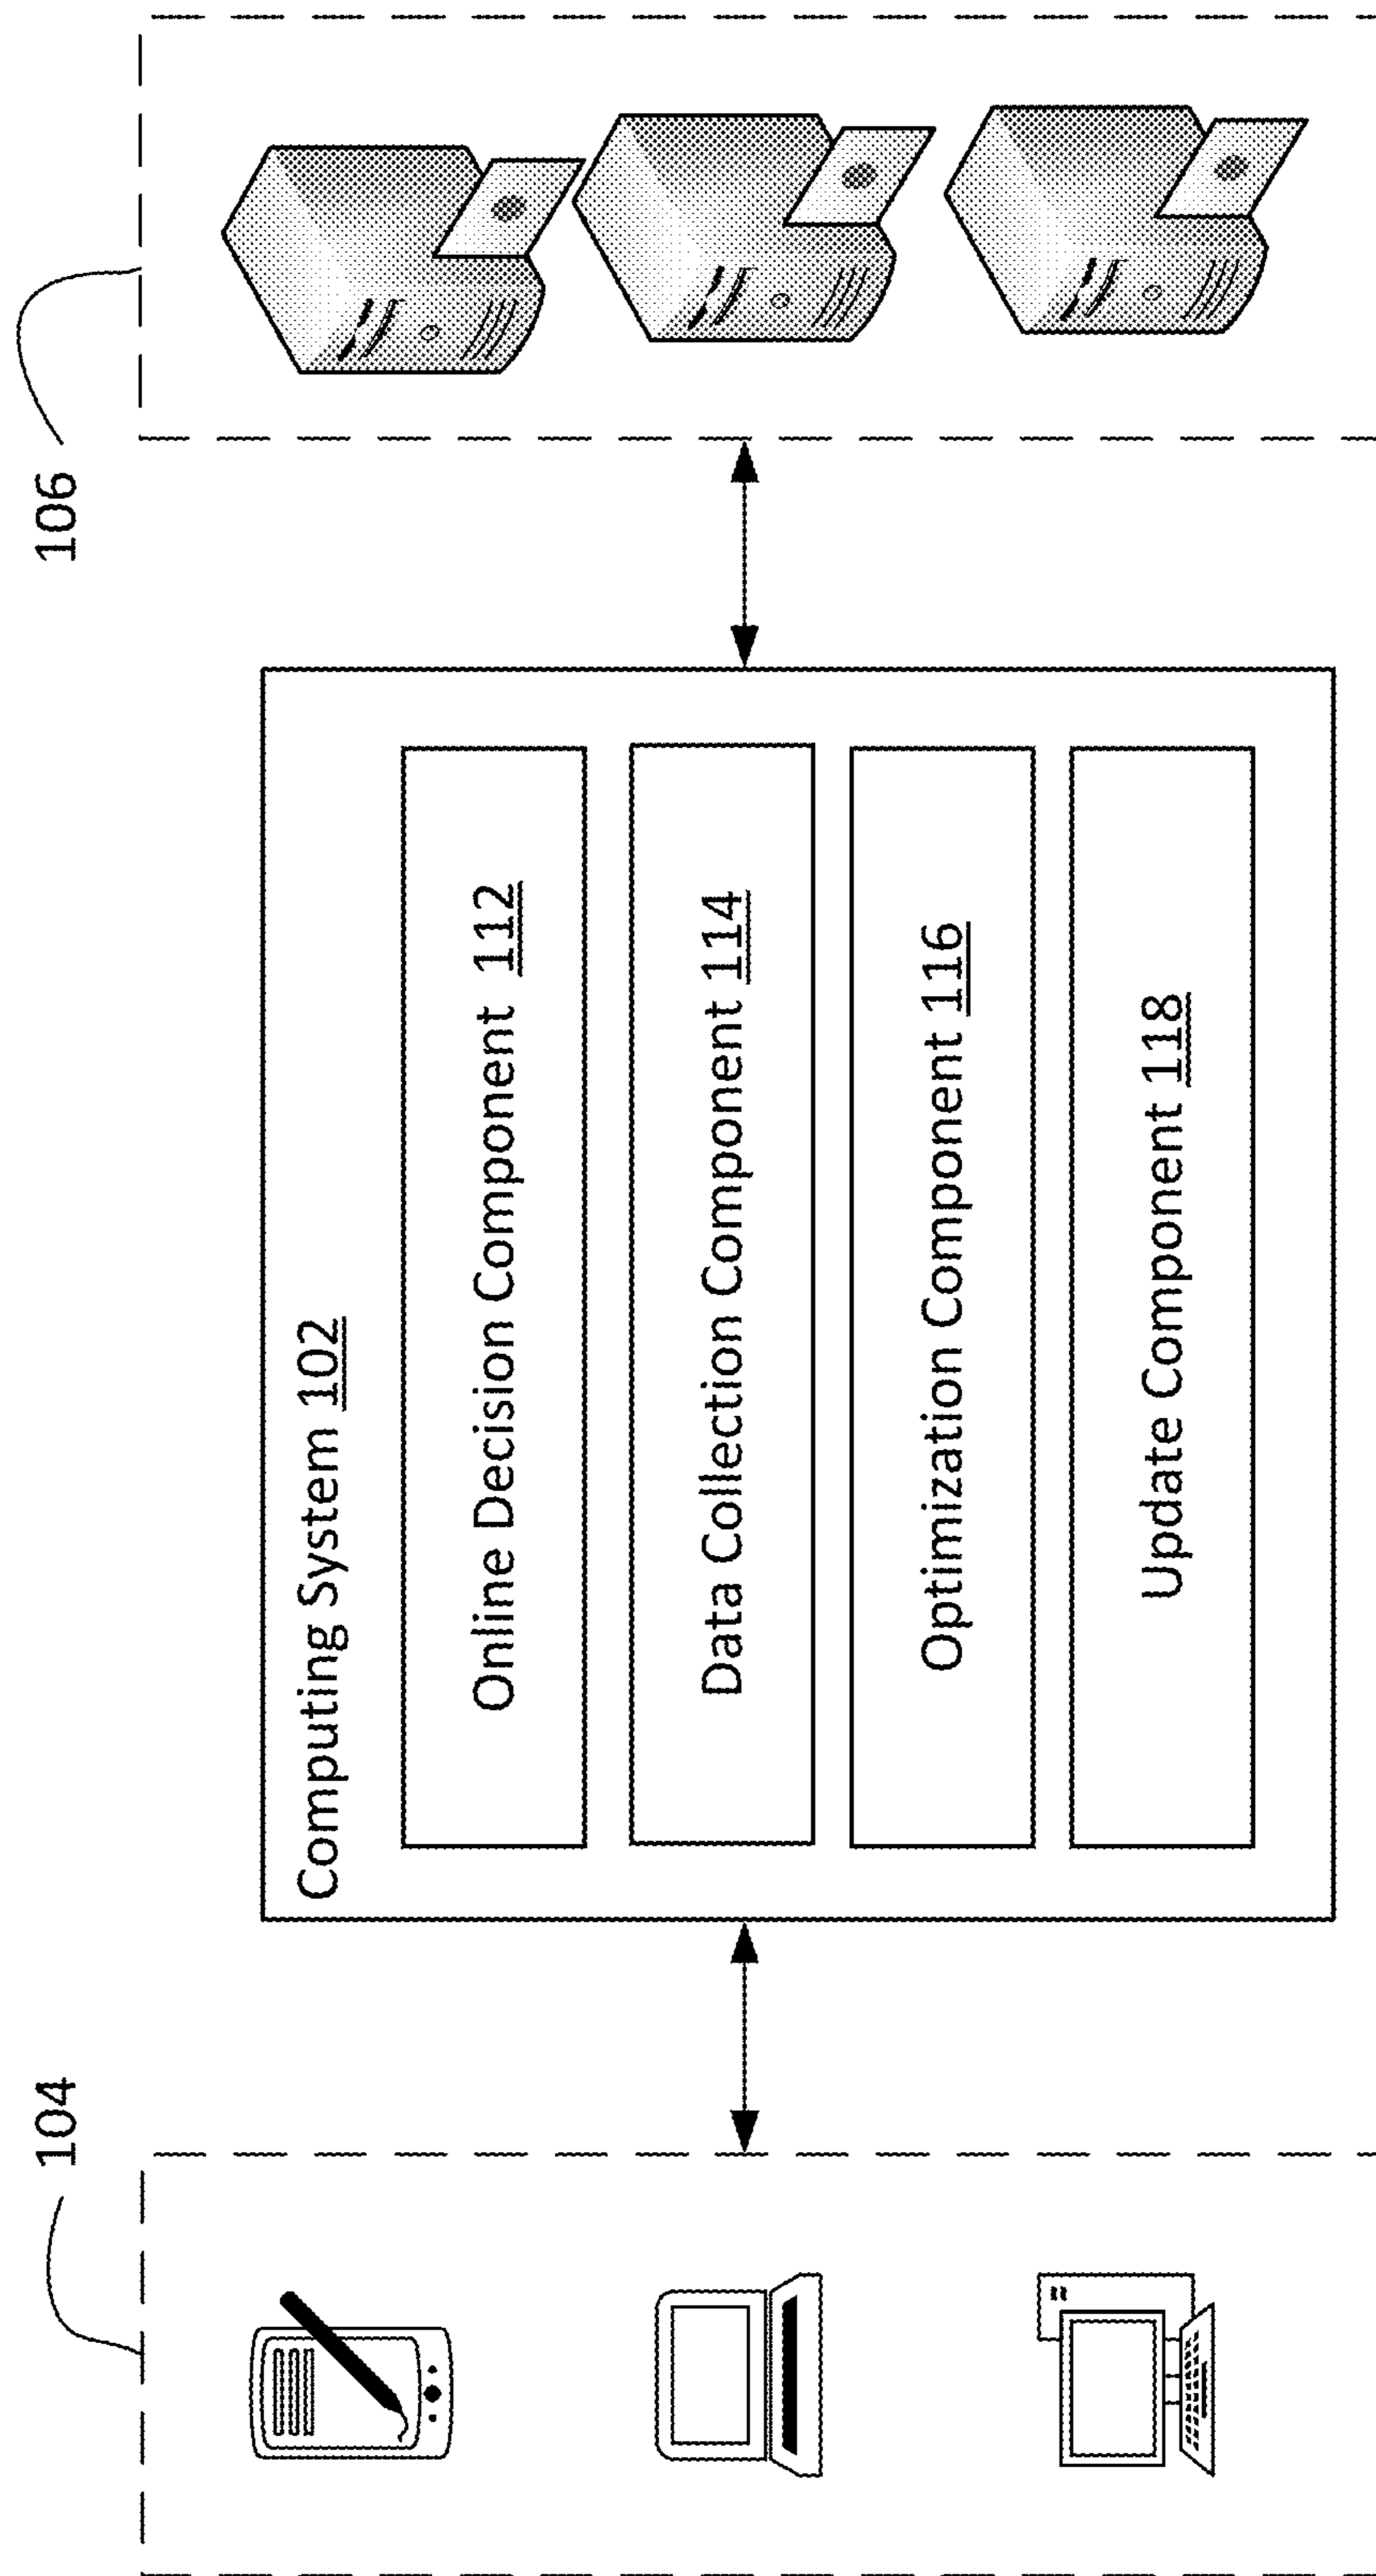 104
106
Computing System 102
Online Decision Component 112
Data Collection Component 114
Optimization Component 116
Update Component 118